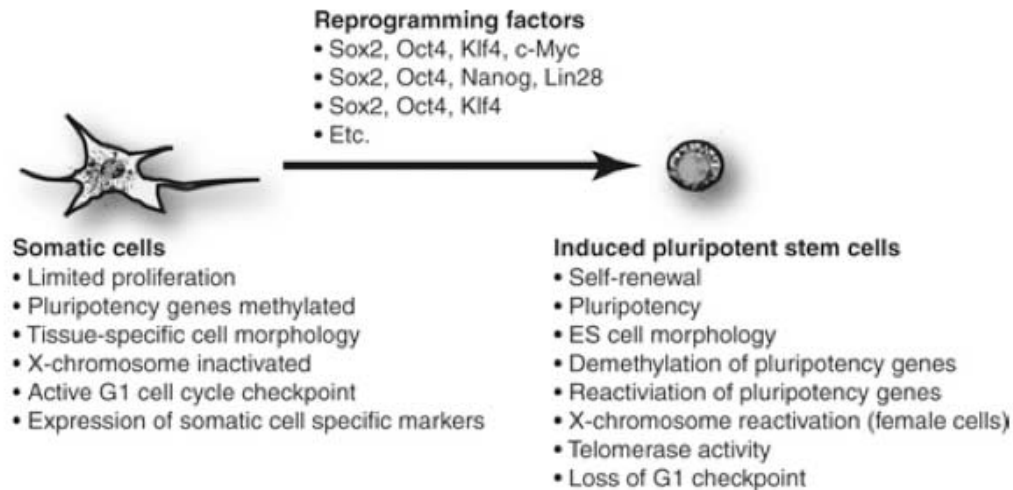 Reprogramming factors
• Sox2, Oct4, Klf4, c-Myc
• Sox2, Oct4, Nanog, Lin28
• Sox2, Oct4, Klf4
• Etc.
Somatic cells
• Limited proliferation
• Pluripotency genes methylated
• Tissue-specific cell morphology
• X-chromosome inactivated
• Active G1 cell cycle checkpoint
• Expression of somatic cell specific markers
Induced pluripotent stem cells
• Self-renewal
• Pluripotency
• ES cell morphology
• Demethylation of pluripotency genes
• Reactiviation of pluripotency genes
• X-chromosome reactivation (female cells)
• Telomerase activity
• Loss of G1 checkpoint